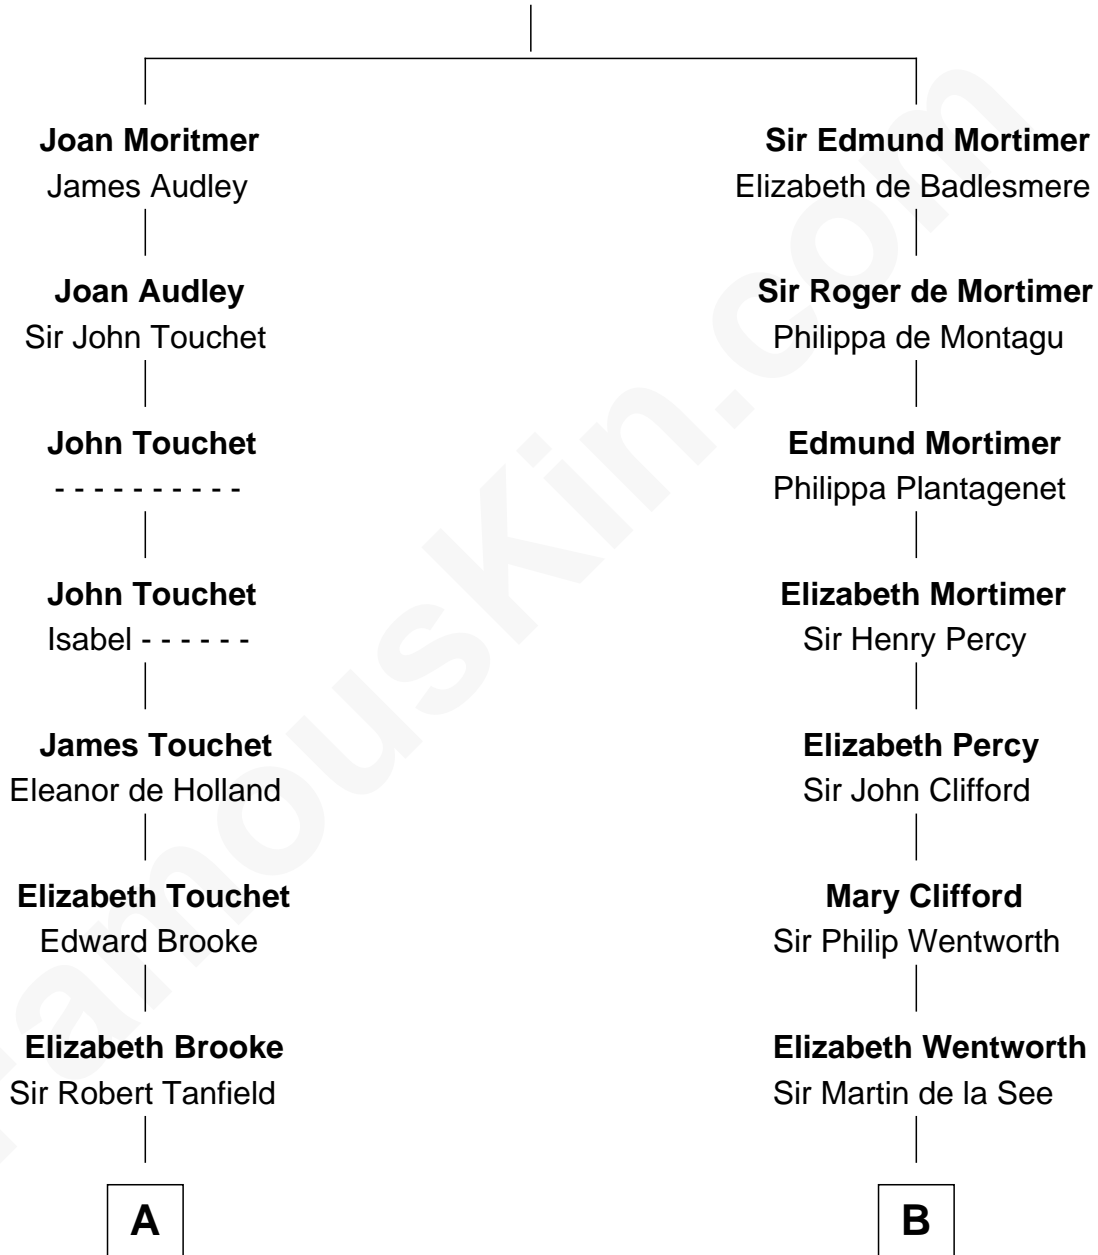 Joan Moritmer
James Audley
Joan Audley
Sir John Touchet
John Touchet
- - - - - - - - - -
John Touchet
Isabel - - - - - -
James Touchet
Eleanor de Holland
Elizabeth Touchet
Edward Brooke
Elizabeth Brooke
Sir Robert Tanfield
A
Sir Edmund Mortimer
Elizabeth de Badlesmere
Sir Roger de Mortimer
Philippa de Montagu
Edmund Mortimer
Philippa Plantagenet
Elizabeth Mortimer
Sir Henry Percy
Elizabeth Percy
Sir John Clifford
Mary Clifford
Sir Philip Wentworth
Elizabeth Wentworth
Sir Martin de la See
B
FamousKin.com